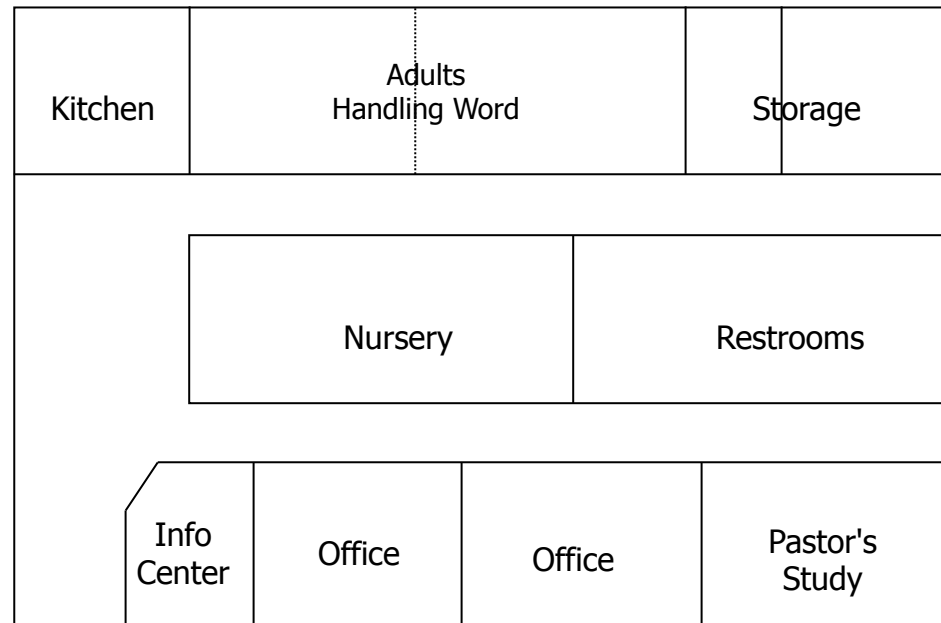 Kitchen
Adults
Handling Word
Storage
Nursery
Restrooms
Info
Center
Office
Office
Pastor's
Study